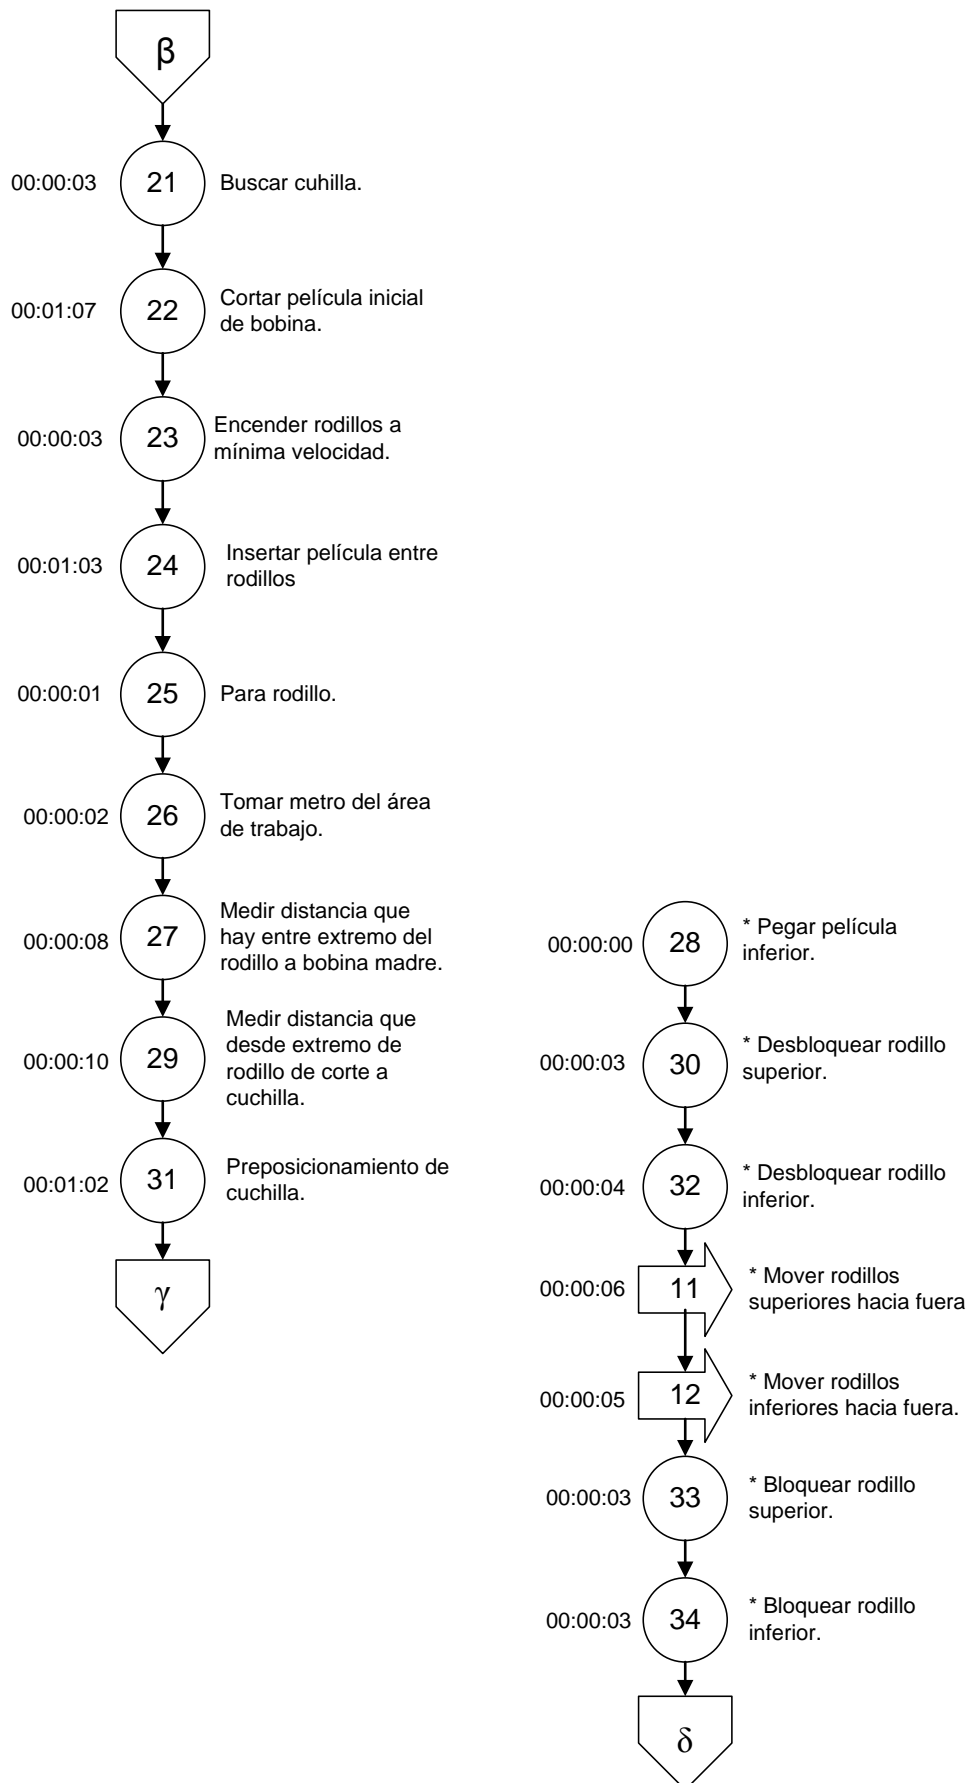 β
00:00:03
21
Buscar cuhilla.
00:01:07
22
Cortar película inicial
de bobina.
00:00:03
23
Encender rodillos a
mínima velocidad.
00:01:03
24
Insertar película entre
rodillos
00:00:01
25
Para rodillo.
00:00:02
26
Tomar metro del área
de trabajo.
00:00:08
27
Medir distancia que
hay entre extremo del
rodillo a bobina madre.
00:00:10
29
Medir distancia que
desde extremo de
rodillo de corte a
cuchilla.
00:01:02
31
Preposicionamiento de
cuchilla.
γ
00:00:00
28
* Pegar película
inferior.
00:00:03
30
* Desbloquear rodillo
superior.
00:00:04
32
* Desbloquear rodillo
inferior.
00:00:06
11
* Mover rodillos
superiores hacia fuera
00:00:05
12
* Mover rodillos
inferiores hacia fuera.
00:00:03
33
* Bloquear rodillo
superior.
00:00:03
34
* Bloquear rodillo
inferior.
δ